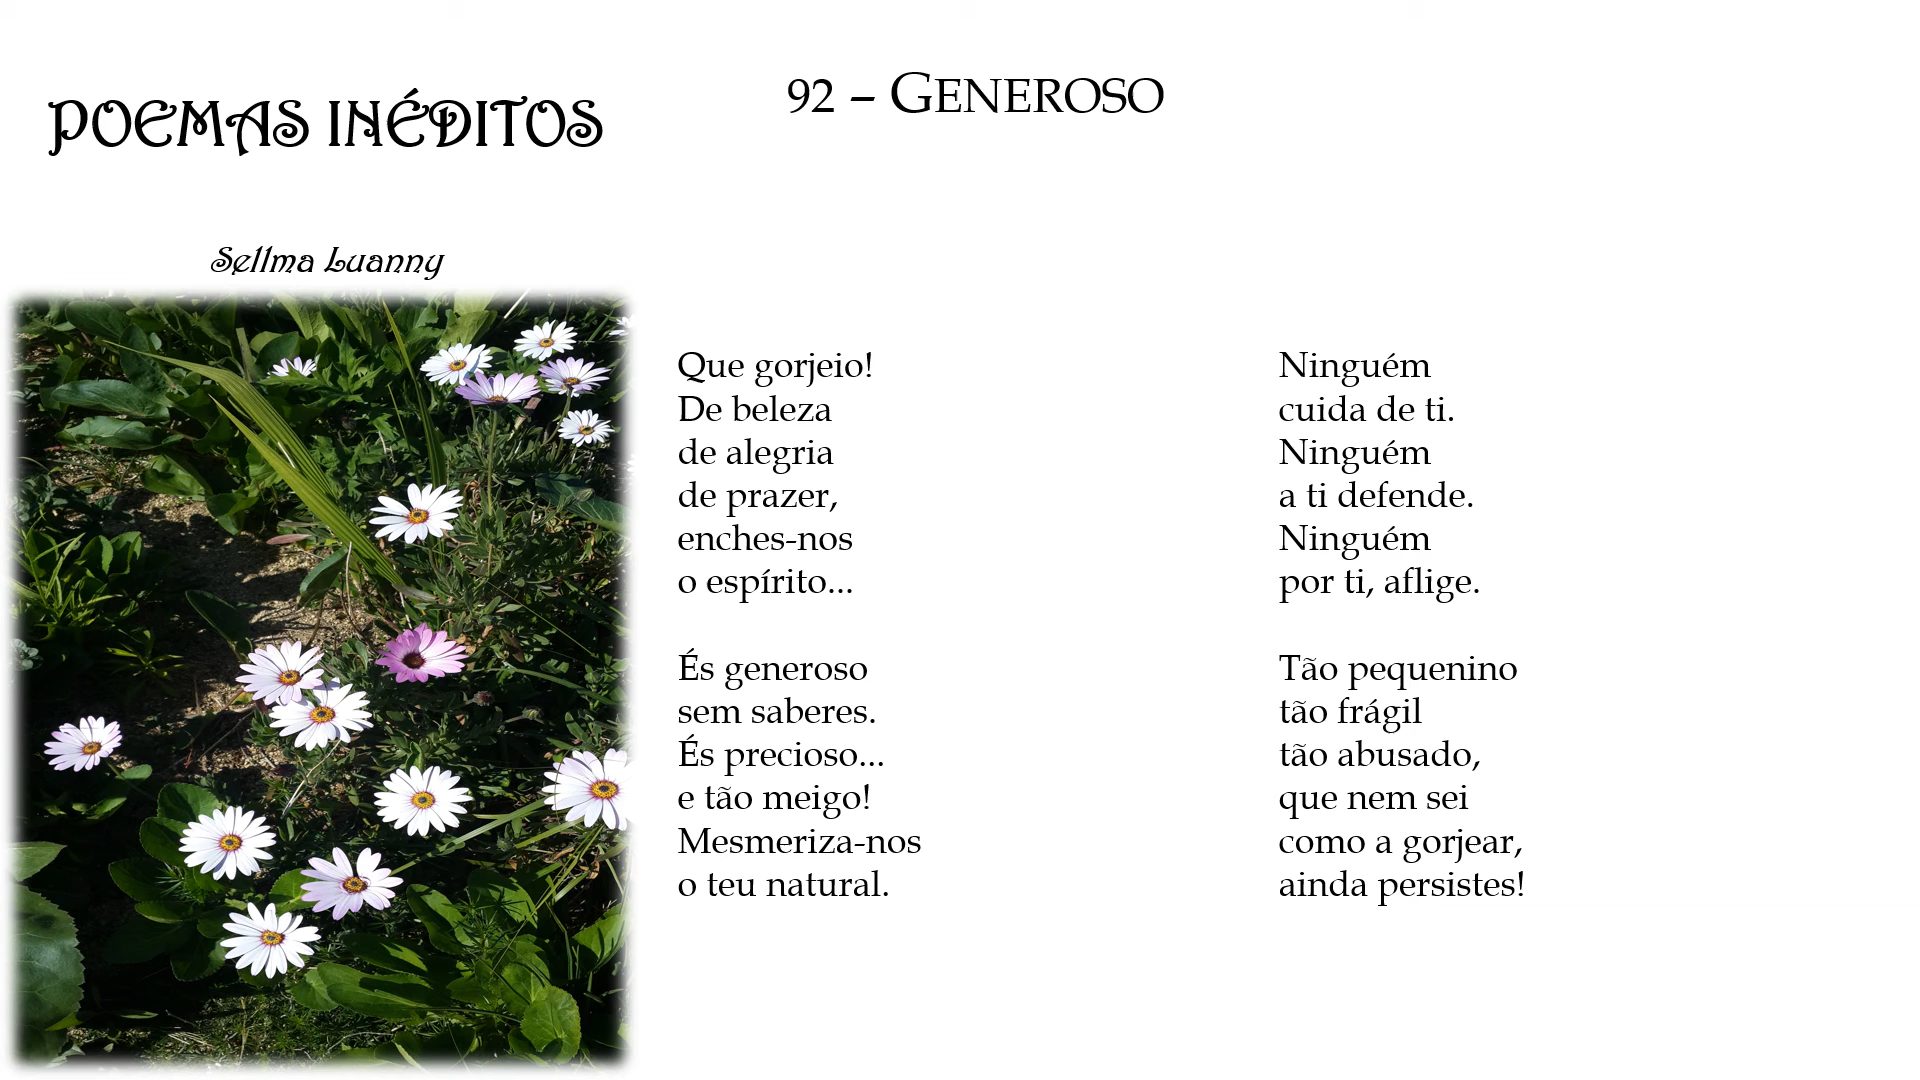 POEMAS INÉDITOS
Sellma Luanny
92 – GENEROSO
Que gorjeio!
De beleza
de alegria
de prazer,
enches-nos
o espírito...
És generoso
sem saberes.
És precioso...
e tão meigo!
Mesmeriza-nos
o teu natural.
Ninguém
cuida de ti.
Ninguém
a ti defende.
Ninguém
por ti, aflige.
Tão pequenino
tão frágil
tão abusado,
que nem sei
como a gorjear,
ainda persistes!